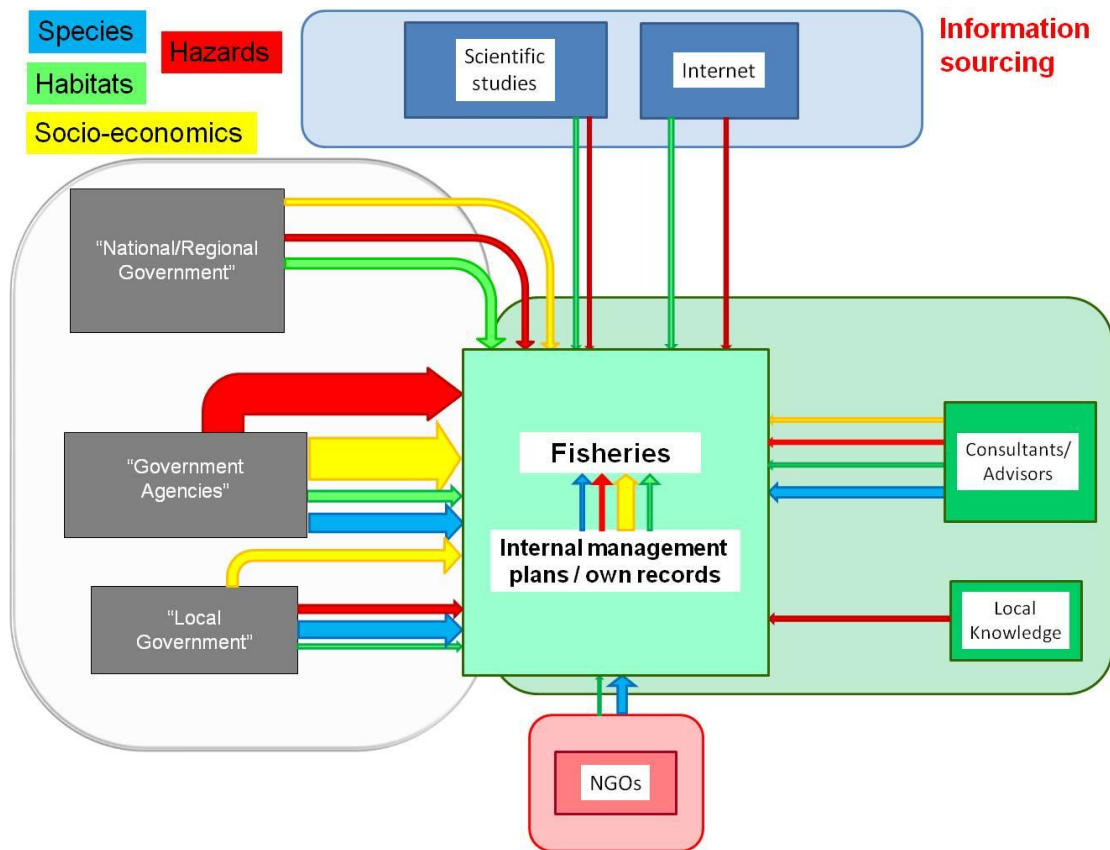 Species
Hazards
Habitats
Socio-economics
Scientific
studies
Internet
Information
sourcing
“National/Regional
Government”
“Government
Agencies”
“Local
Government”
Fisheries
Internal management
plans / own records
Consultants/
Advisors
Local
Knowledge
NGOs